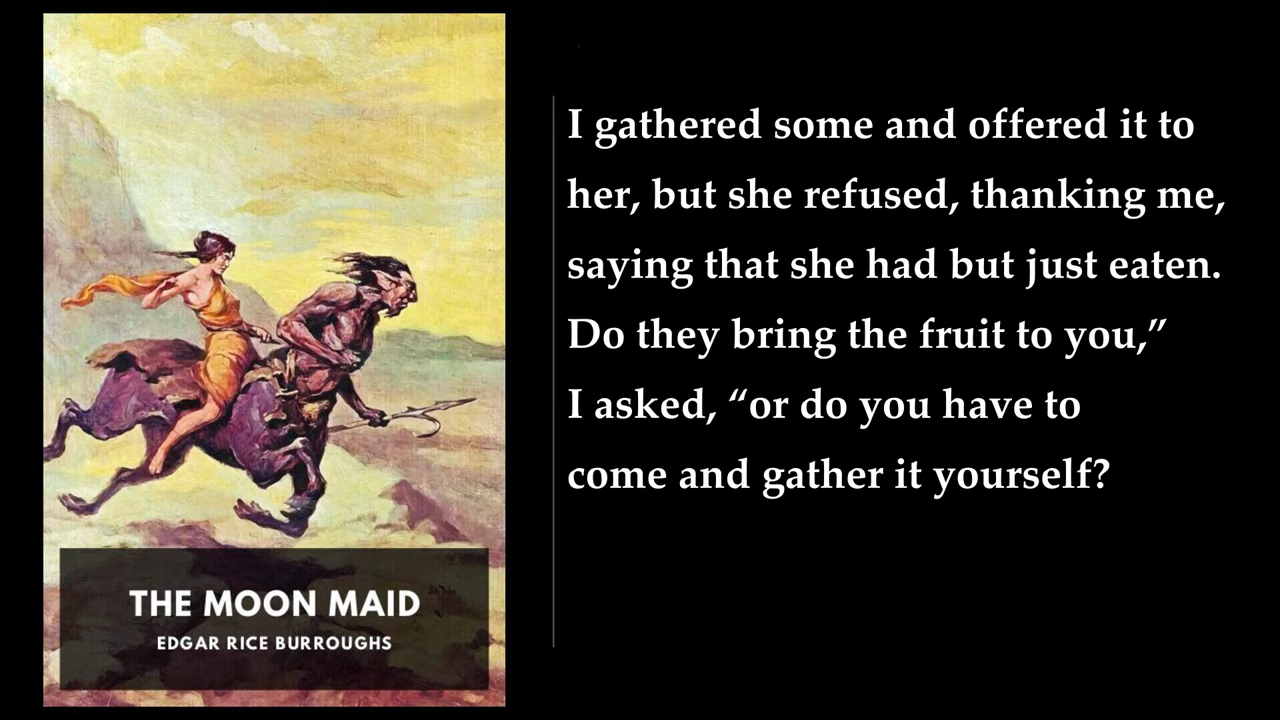 THE MOON MAID
EDGAR RICE BURROUGHS
I gathered some and offered it to
her, but she refused, thanking me,
saying that she had but just eaten.
Do they bring the fruit to you,”
I asked, “or do you have to
come and gather it yourself?